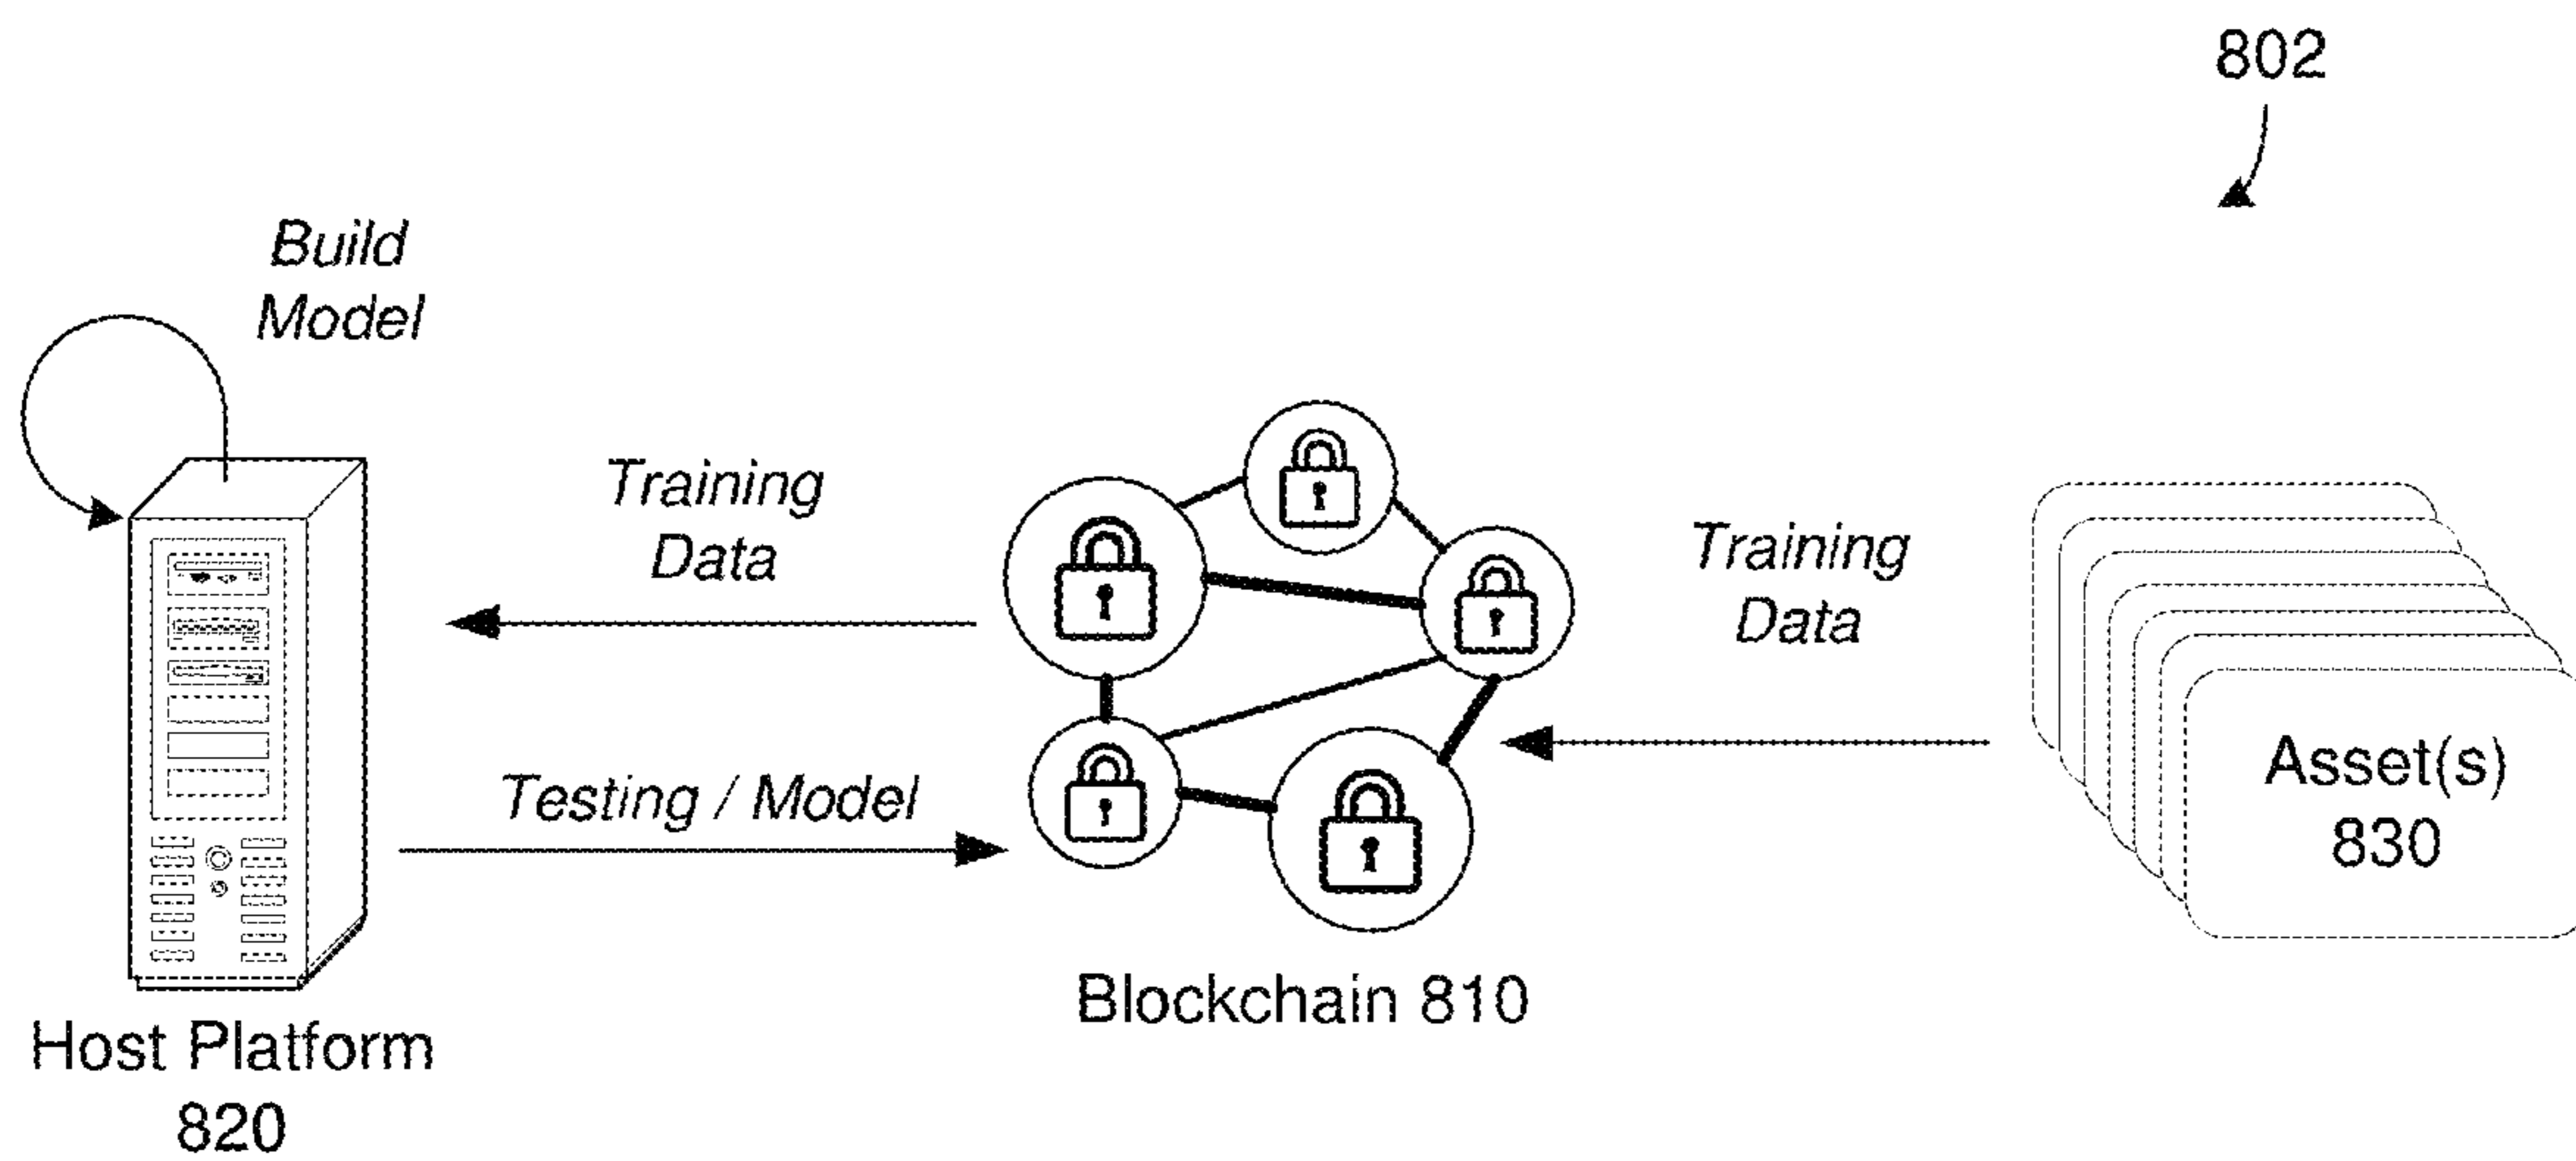 802
Build
Model
Training
Data
Training
Data
Testing / Model
Asset(s)
830
Blockchain 810
Host Platform
820